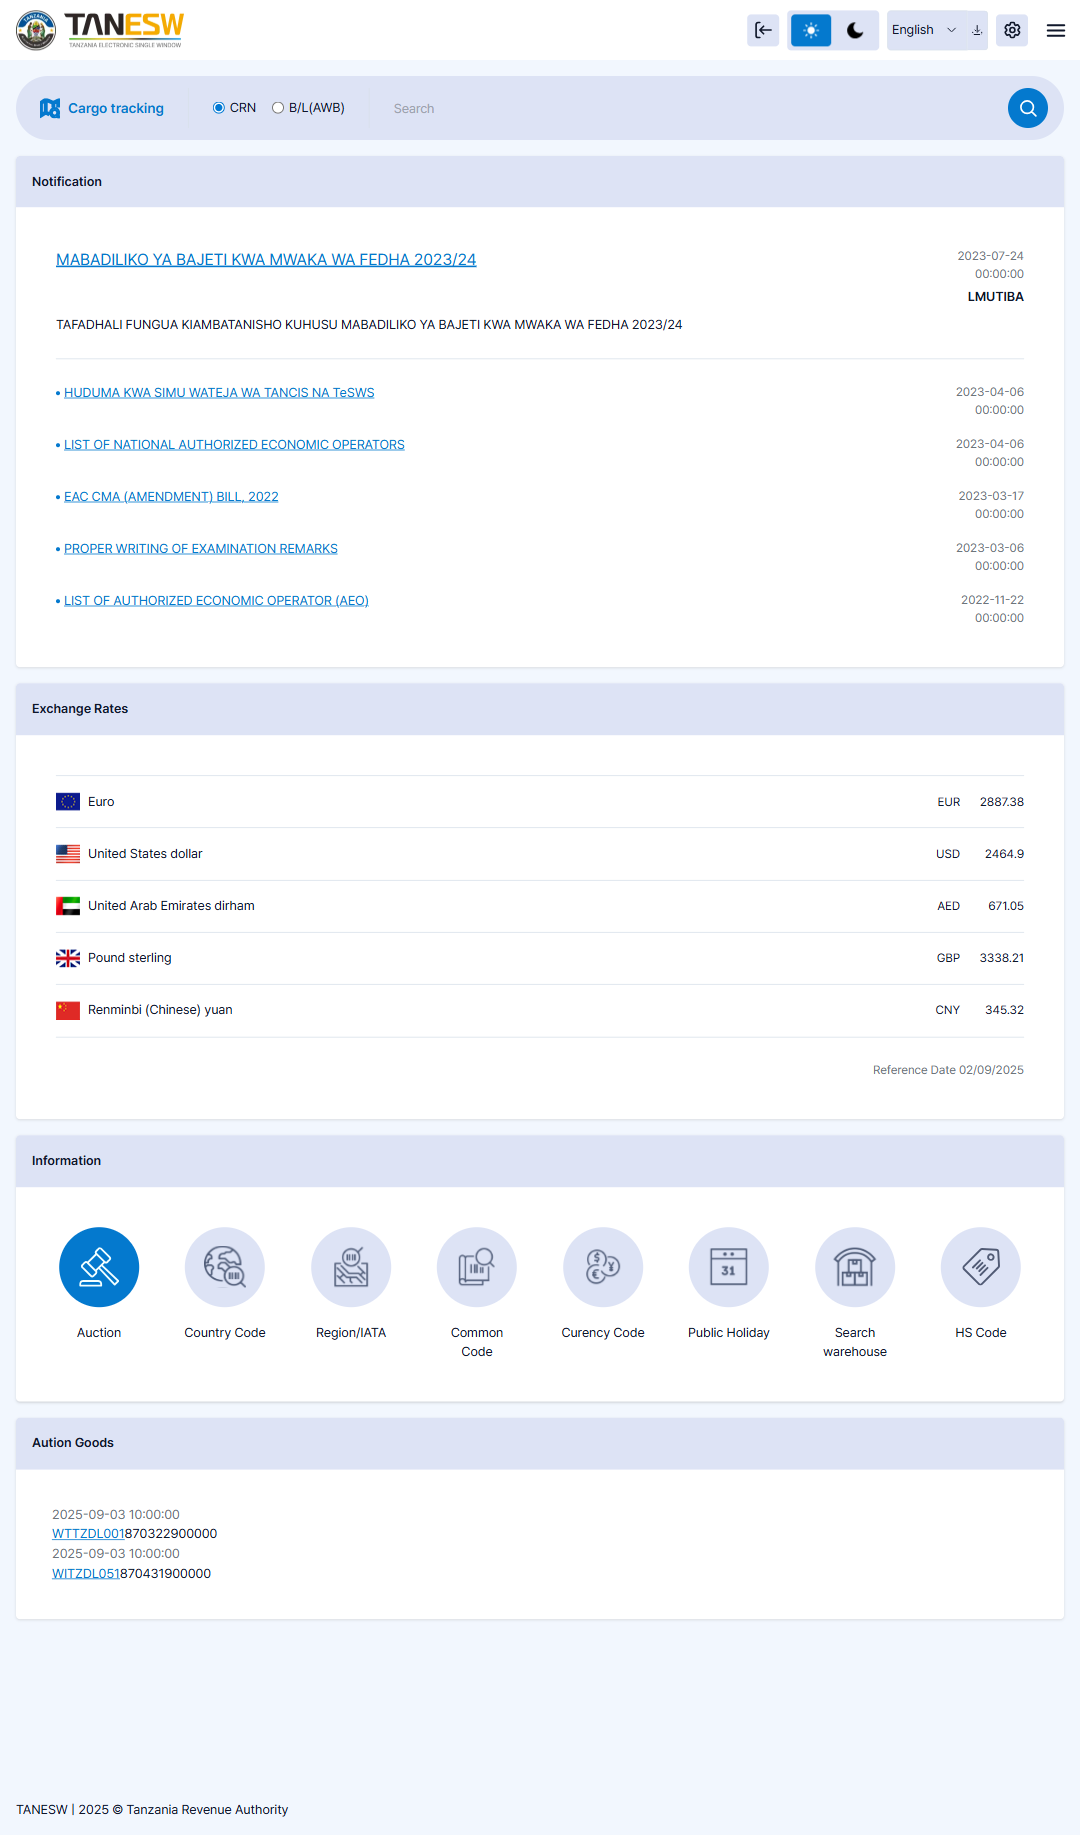 TANESW
TANZANIA ELECTRONIC SINGLE WINDOW
English
Cargo tracking
CRN
B/L(AWB)
Search
Notification
MABADILIKO YA BAJETI KWA MWAKA WA FEDHA 2023/24
2023-07-24
00:00:00
LMUTIBA
TAFADHALI FUNGUA KIAMBATANISHO KUHUSU MABADILIKO YA BAJETI KWA MWAKA WA FEDHA 2023/24
• HUDUMA KWA SIMU WATEJA WA TANCIS NA TeSWS
2023-04-06
00:00:00
• LIST OF NATIONAL AUTHORIZED ECONOMIC OPERATORS
2023-04-06
00:00:00
• EAC CMA (AMENDMENT) BILL, 2022
2023-03-17
00:00:00
• PROPER WRITING OF EXAMINATION REMARKS
2023-03-06
00:00:00
• LIST OF AUTHORIZED ECONOMIC OPERATOR (AEO)
2022-11-22
00:00:00
Exchange Rates
Euro EUR 2887.38
United States dollar USD 2464.9
United Arab Emirates dirham AED 671.05
Pound sterling GBP 3338.21
Renminbi (Chinese) yuan CNY 345.32
Reference Date 02/09/2025
Information
31
Auction
Country Code
Region/IATA
Common
Code
Curency Code
Public Holiday
Search
warehouse
HS Code
Aution Goods
2025-09-03 10:00:00
WTTZDL001870322900000
2025-09-03 10:00:00
WITZDL051870431900000
TANESW | 2025 © Tanzania Revenue Authority